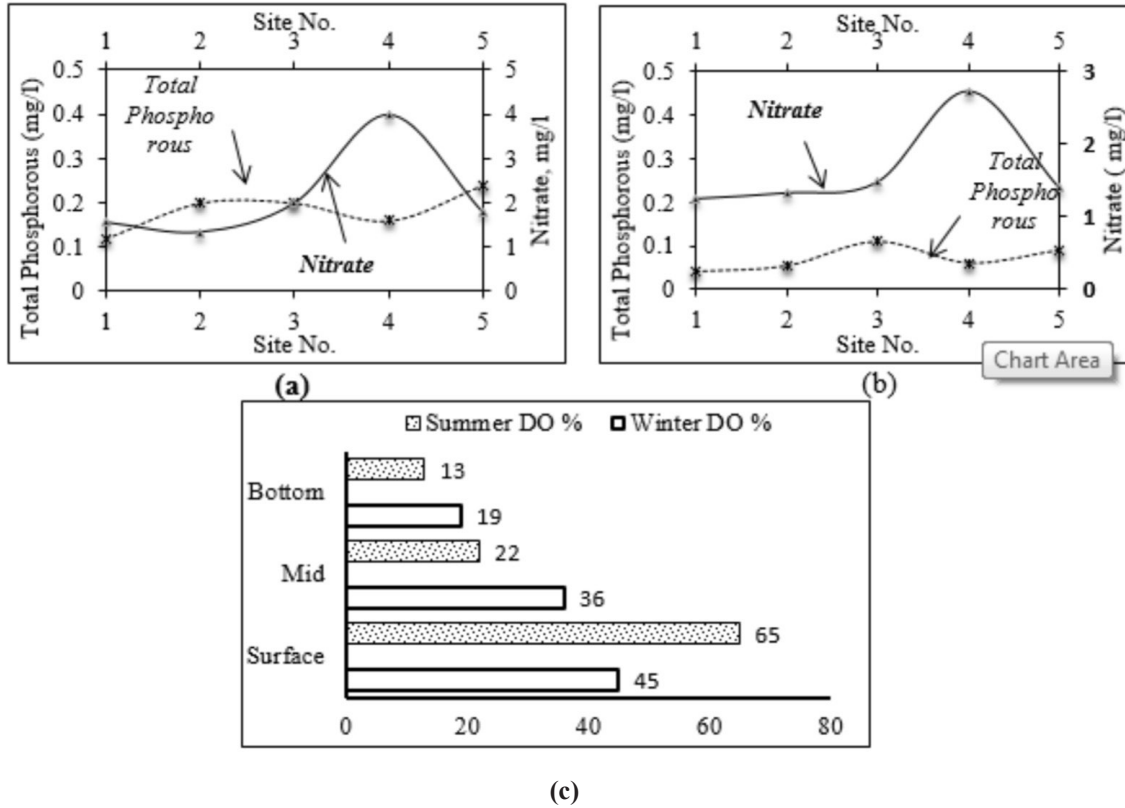 Site No.
1 2 3 4 5
Total Phosphorous (mg/l)
0.5
0.4
0.3
0.2
0.1
0
Total
Phospho
rous
Nitrate
5
4
3
2
1
0
Nitrate, mg/l
1 2 3 4 5
Site No.
(a)
Site No.
1 2 3 4 5
Total Phosphorous (mg/l)
0.5
0.4
0.3
0.2
0.1
0
Nitrate
Total
Phospho
rous
3
2
1
0
Nitrate ( mg/l)
1 2 3 4 5
Site No.
Chart Area
(b)
Summer DO % Winter DO %
Bottom
13
19
Mid
22
36
Surface
65
45
0 20 40 60 80
(c)